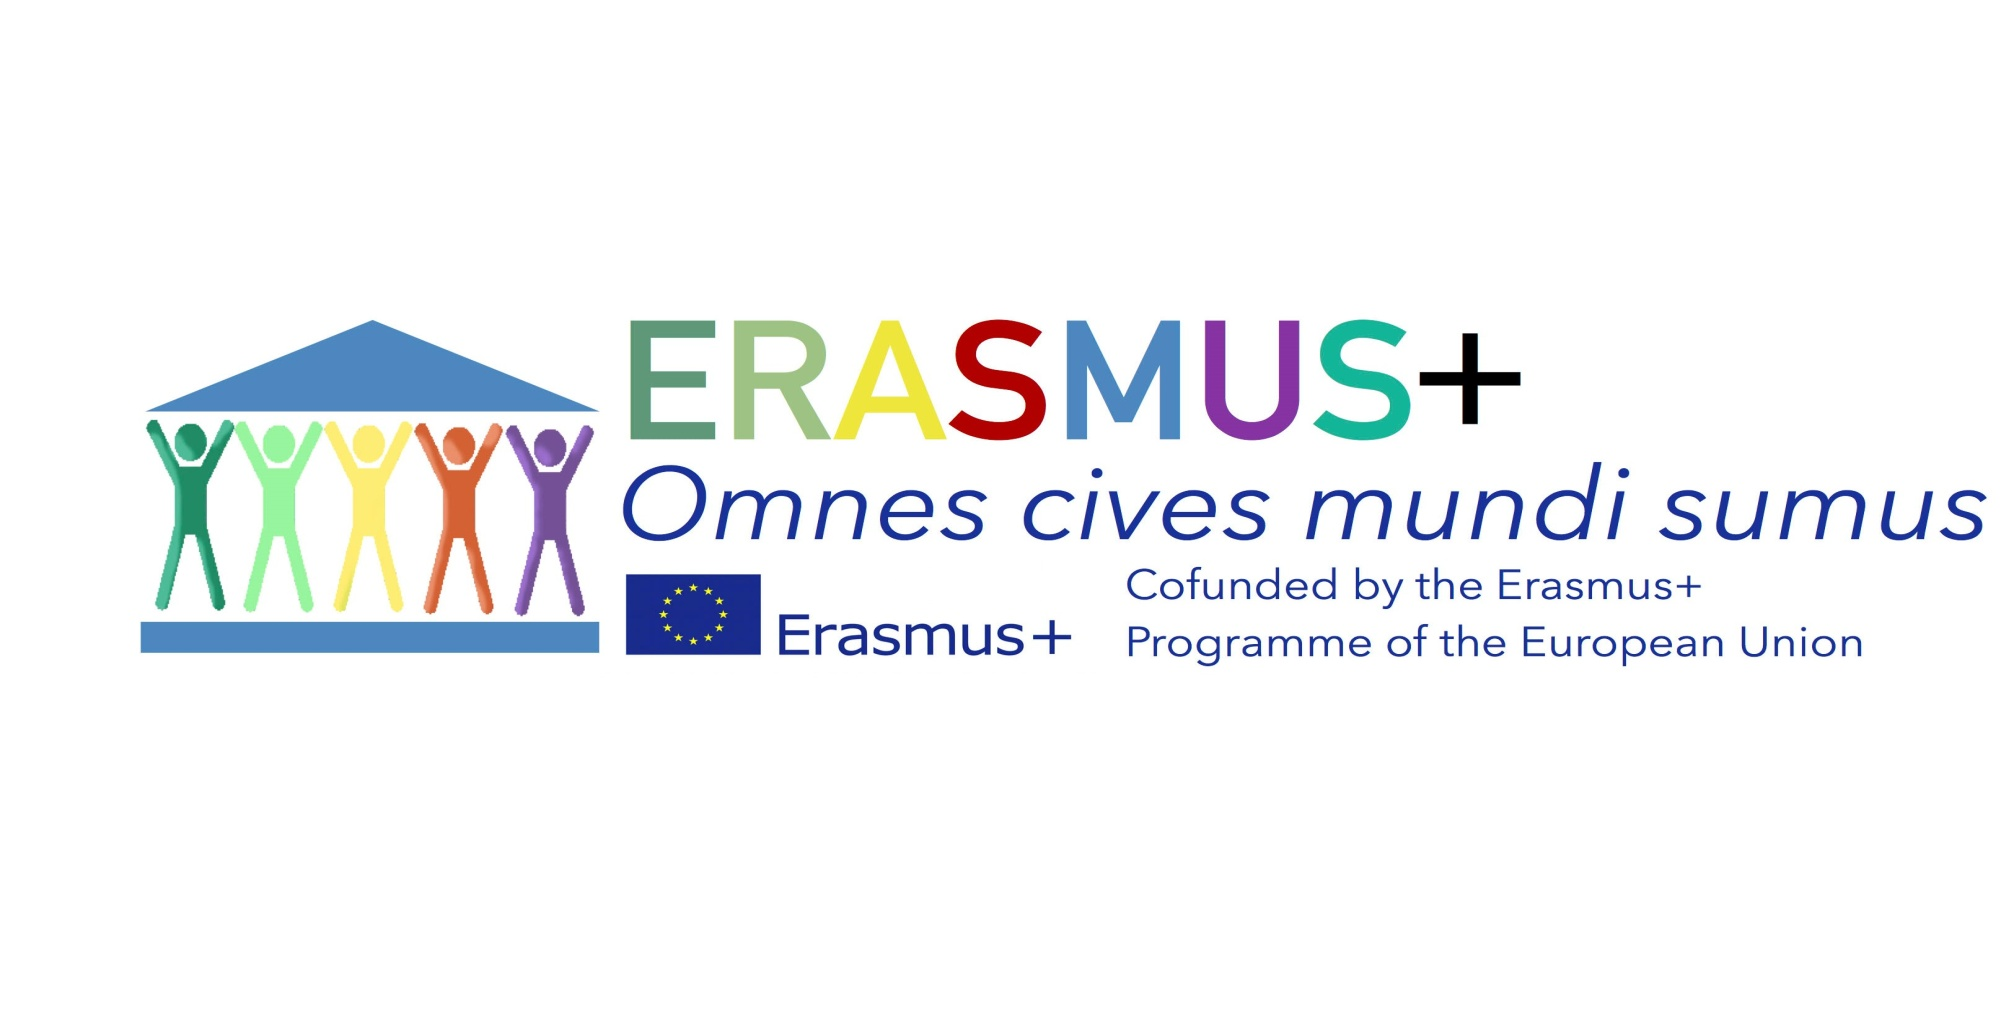 ERASMUS+
Omnes cives mundi sumus
Erasmus+
Cofunded by the Erasmus+
Programme of the European Union